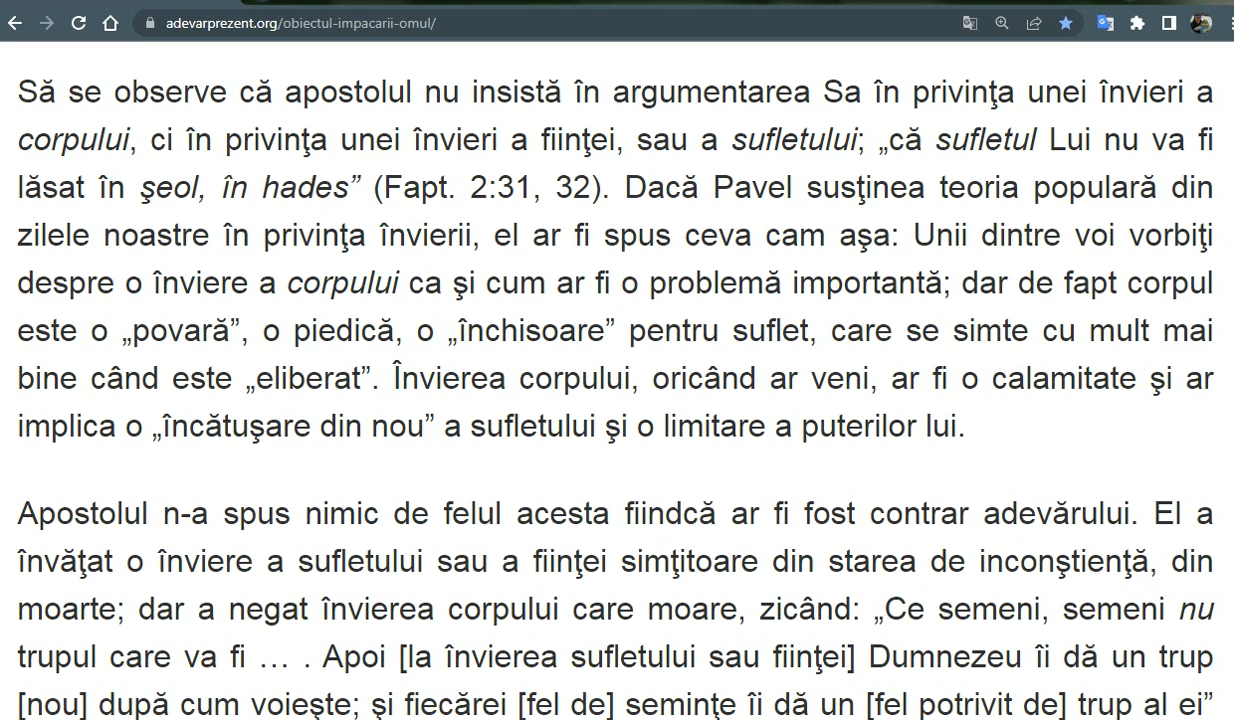 adevarprezent.org/obiectul-impacarii-omul/
Să se observe că apostolul nu insistă în argumentarea Sa în privinţa unei învieri a
corpului, ci în privinţa unei învieri a fiinţei, sau a sufletului; „că sufletul Lui nu va fi
lăsat în şeol, în hades” (Fapt. 2:31, 32). Dacă Pavel susţinea teoria populară din
zilele noastre în privinţa învierii, el ar fi spus ceva cam aşa: Unii dintre voi vorbiţi
despre o înviere a corpului ca şi cum ar fi o problemă importantă; dar de fapt corpul
este o „povară”, o piedică, o „închisoare” pentru suflet, care se simte cu mult mai
bine când este „eliberat”. Învierea corpului, oricând ar veni, ar fi o calamitate şi ar
implica o „încătuşare din nou” a sufletului şi o limitare a puterilor lui.
Apostolul n-a spus nimic de felul acesta fiindcă ar fi fost contrar adevărului. El a
învăţat o înviere a sufletului sau a fiinţei simţitoare din starea de inconştienţă, din
moarte; dar a negat învierea corpului care moare, zicând: „Ce semeni, semeni nu
trupul care va fi … . Apoi [la învierea sufletului sau fiinţei] Dumnezeu îi dă un trup
[nou] după cum voieşte; şi fiecărei [fel de] seminţe îi dă un [fel potrivit de] trup al ei”